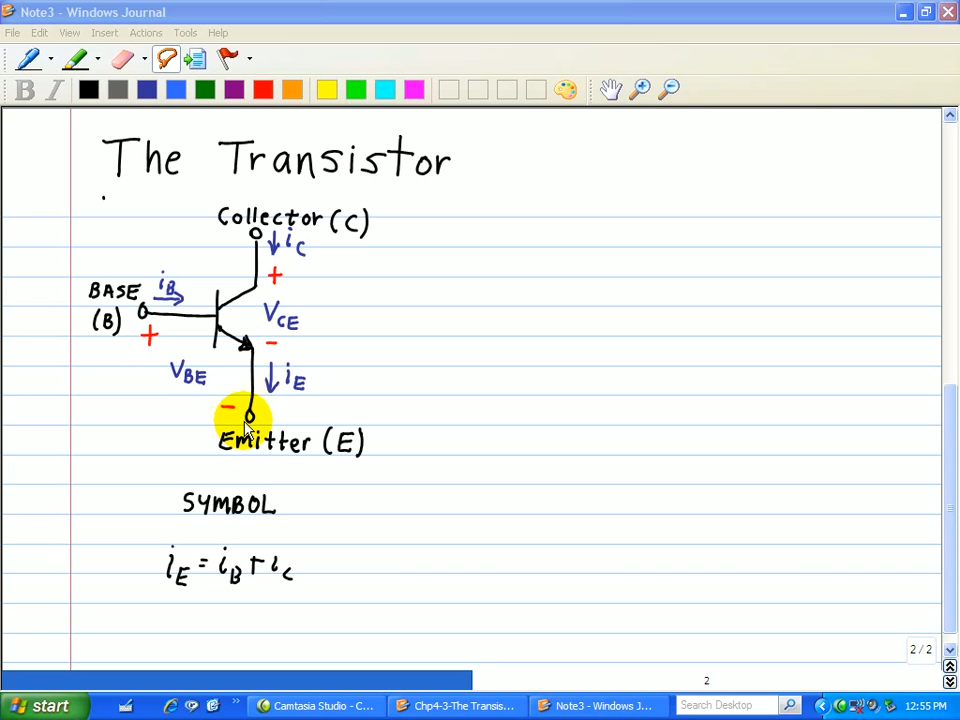 Note3 - Windows Journal
File Edit View Insert Actions Tools Help
B I
The Transistor
Collector (C)
iC
+
BASE
iB
(B)
+
VCE
-
VBE
iE
-
Emitter (E)
SYMBOL
iE = iB + iC
2 / 2
2
start
Camtasia Studio - C...
Chp4-3-The Transis...
Note3 - Windows Jo...
Search Desktop
12:55 PM